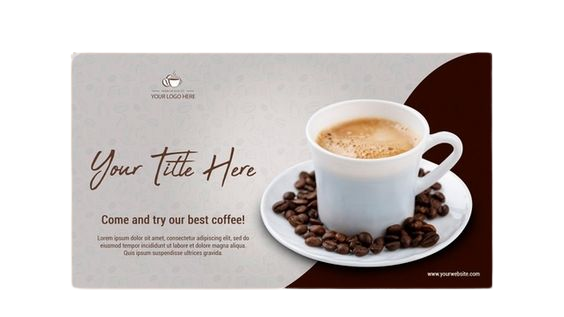 YOUR LOGO HERE
Your Title Here
Come and try our best coffee!
Lorem ipsum dolor sit amet, consectetur adipiscing elit, sed do
eiusmod tempor incididunt ut labore et dolore magna aliqua.
Quis ipsum suspendisse ultrices gravida.
www.yourwebsite.com